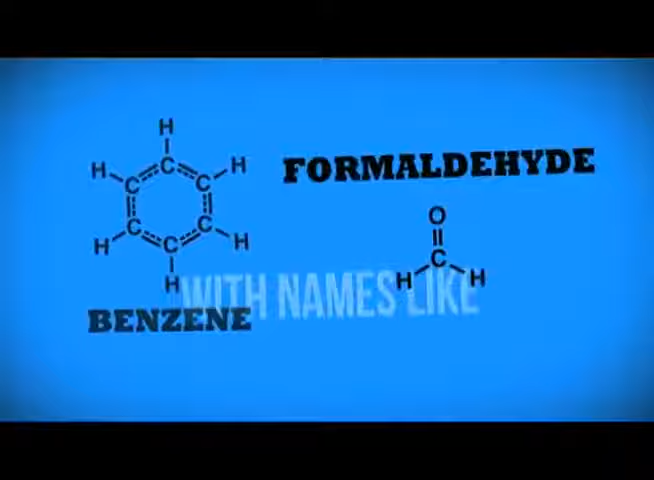 FORMALDEHYDE
H
H H
C
C C
C C
C
H H
H
O
C
H H
WITH NAMES LIKE
BENZENE